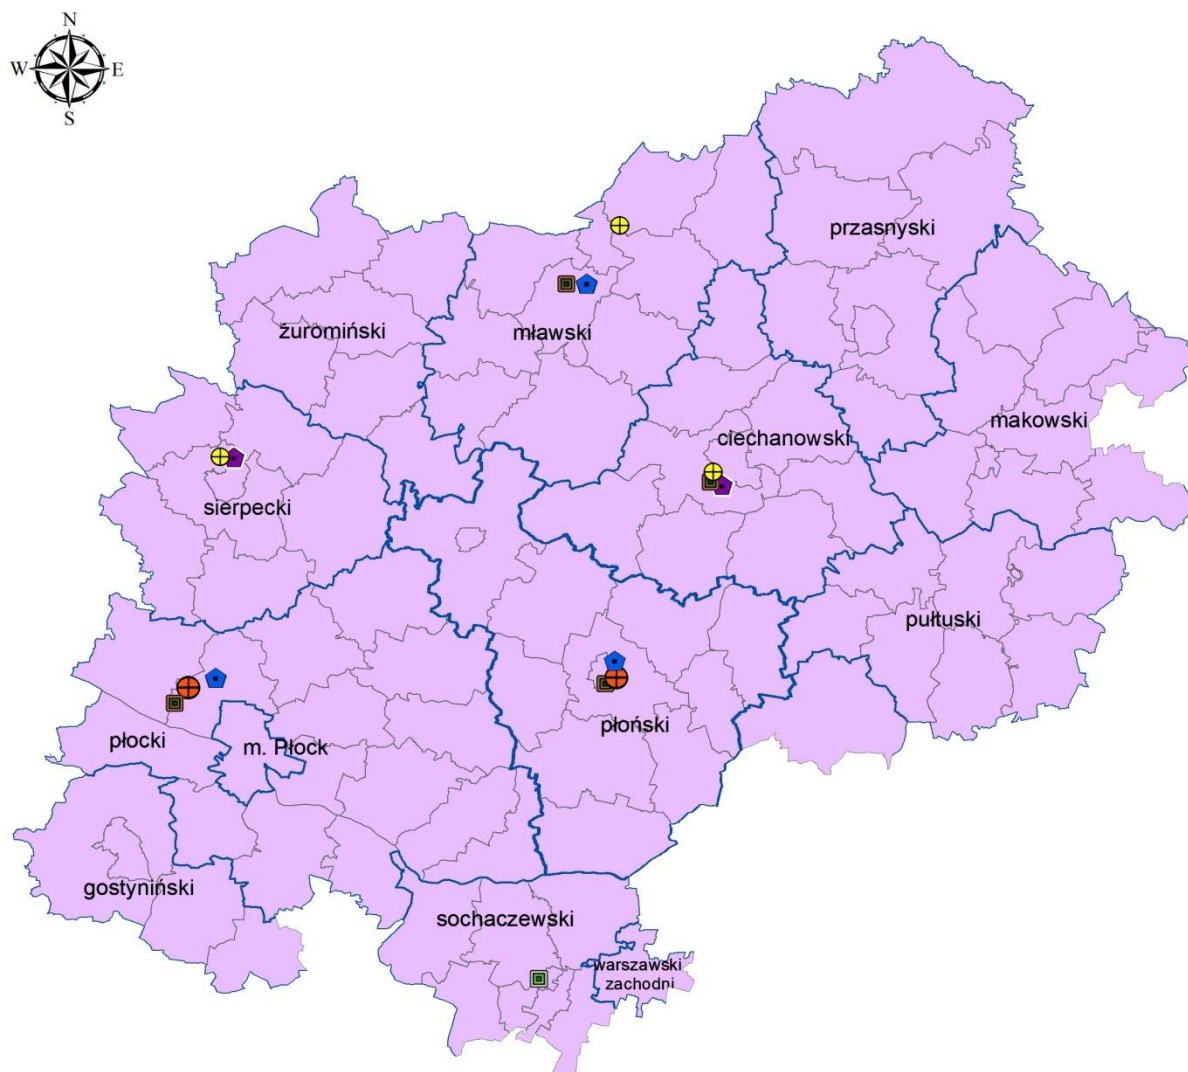 N
W E
S
przasnyski
żuromiński
mławski
makowski
ciechanowski
sierpecki
pułtuski
płoński
płocki
m. Płock
gostyniński
sochaczewski
warszawski
zachodni